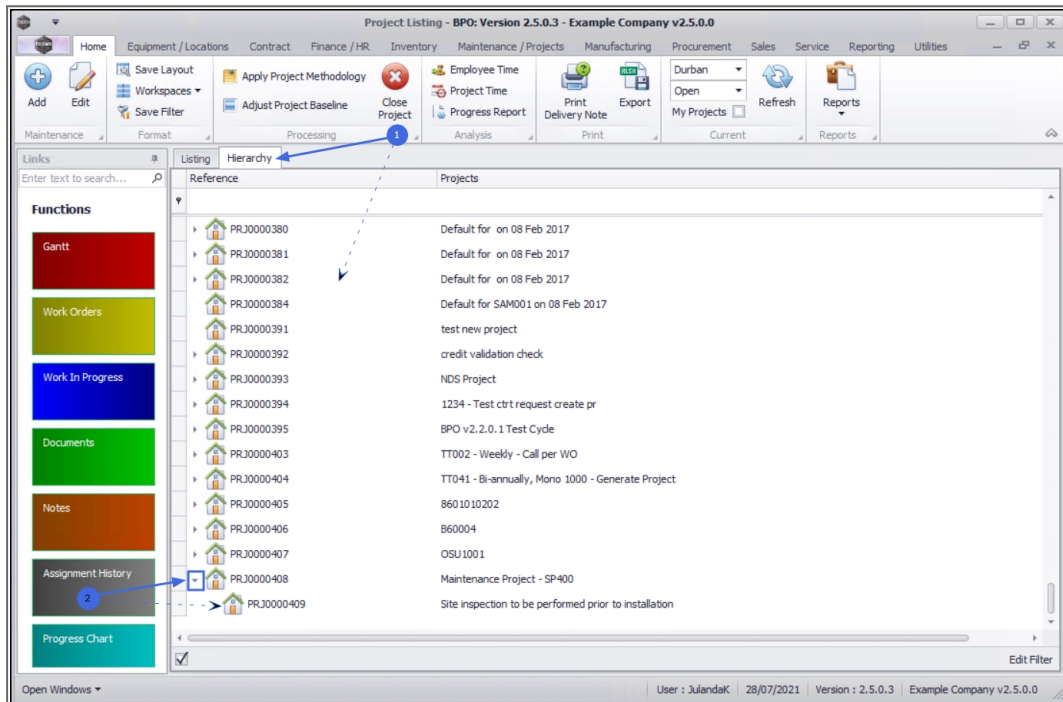 Project Listing - BPO: Version 2.5.0.3 - Example Company v2.5.0.0
Home Equipment / Locations Contract Finance / HR Inventory Maintenance / Projects Manufacturing Procurement Sales Service Reporting Utilities
Add
Edit
Save Layout
Workspaces
Save Filter
Apply Project Methodology
Adjust Project Baseline
Close
Project
Employee Time
Project Time
Progress Report
Print
Delivery Note
Export
Durban
Open
My Projects
Refresh
Reports
Maintenance Format Processing Analysis Print Current Reports
1
Links
Enter text to search...
Functions
Gantt
Work Orders
Work In Progress
Documents
Notes
Assignment History
2
Progress Chart
Listing Hierarchy
Reference Projects
PRJ0000380 Default for on 08 Feb 2017
PRJ0000381 Default for on 08 Feb 2017
PRJ0000382 Default for on 08 Feb 2017
PRJ0000384 Default for SAM001 on 08 Feb 2017
PRJ0000391 test new project
PRJ0000392 credit validation check
PRJ0000393 NDS Project
PRJ0000394 1234 - Test ctrt request create pr
PRJ0000395 BPO v2.2.0.1 Test Cycle
PRJ0000403 TT002 - Weekly - Call per WO
PRJ0000404 TT041 - Bi-annually, Mono 1000 - Generate Project
PRJ0000405 8601010202
PRJ0000406 B60004
PRJ0000407 OSU1001
PRJ0000408 Maintenance Project - SP400
PRJ0000409 Site inspection to be performed prior to installation
Edit Filter
Open Windows User : JulandaK 28/07/2021 Version : 2.5.0.3 Example Company v2.5.0.0